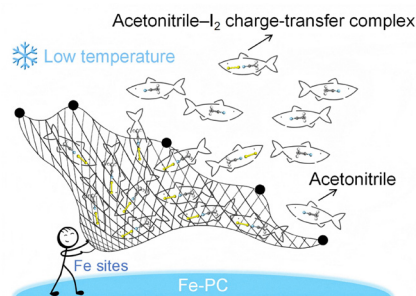 Acetonitrile–I₂ charge-transfer complex
Low temperature
Acetonitrile
Fe sites
Fe-PC